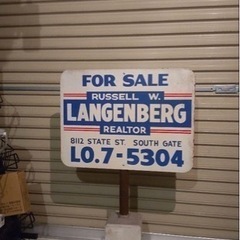 FOR SALE
RUSSELL W.
LANGENBERG
REALTOR
8112 STATE ST. SOUTH GATE
LO.7-5304